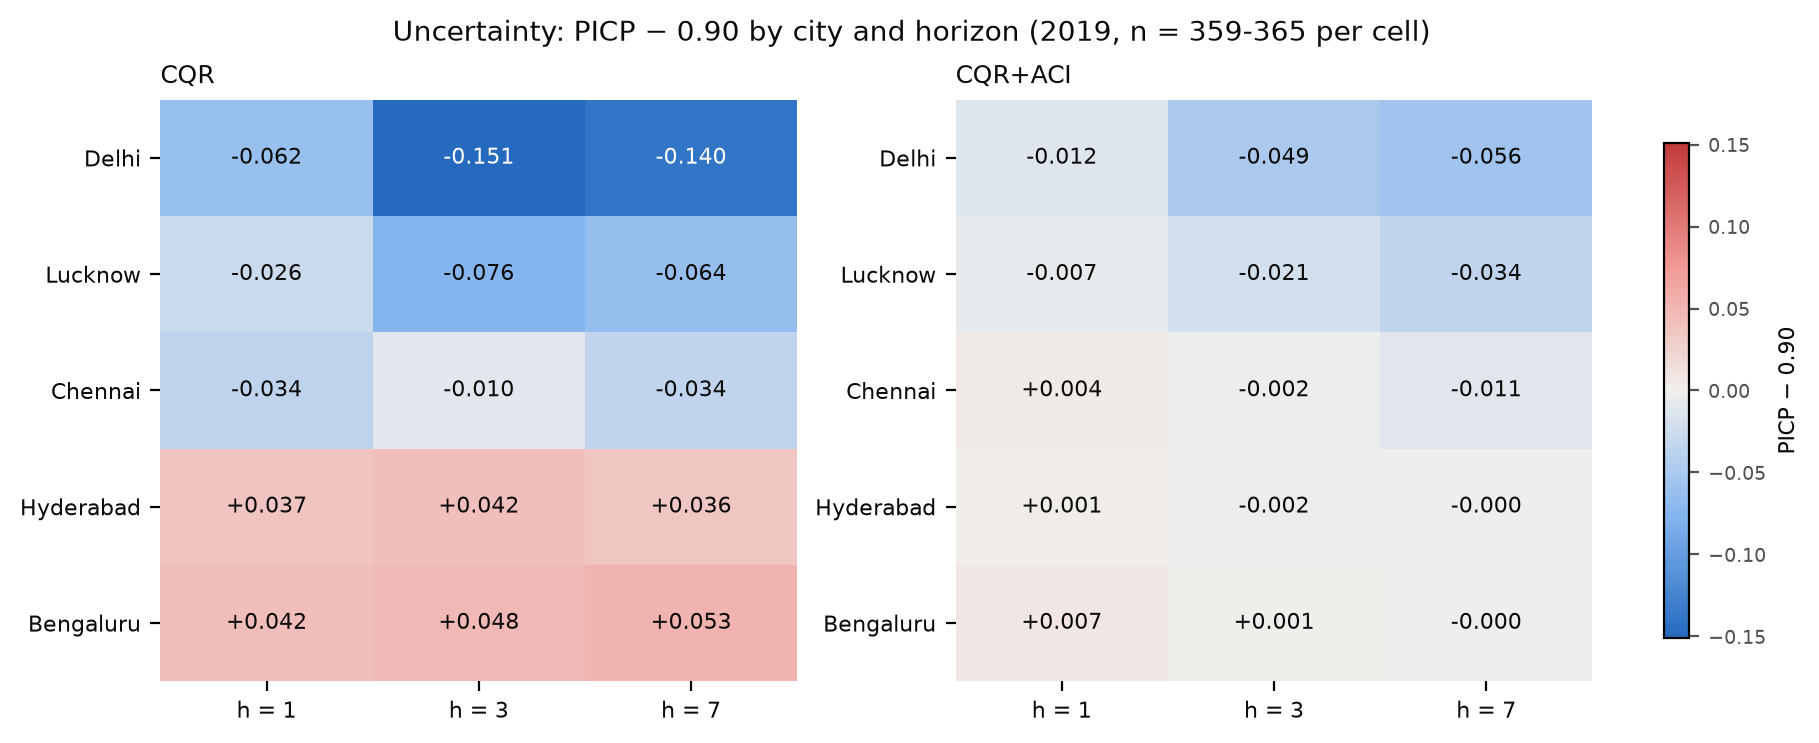 Uncertainty: PICP − 0.90 by city and horizon (2019, n = 359-365 per cell)
CQR
Delhi -0.062 -0.151 -0.140
Lucknow -0.026 -0.076 -0.064
Chennai -0.034 -0.010 -0.034
Hyderabad +0.037 +0.042 +0.036
Bengaluru +0.042 +0.048 +0.053
h = 1 h = 3 h = 7
CQR+ACI
Delhi -0.012 -0.049 -0.056
Lucknow -0.007 -0.021 -0.034
Chennai +0.004 -0.002 -0.011
Hyderabad +0.001 -0.002 -0.000
Bengaluru +0.007 +0.001 -0.000
h = 1 h = 3 h = 7
0.15
0.10
0.05
0.00
−0.05
−0.10
−0.15
PICP − 0.90